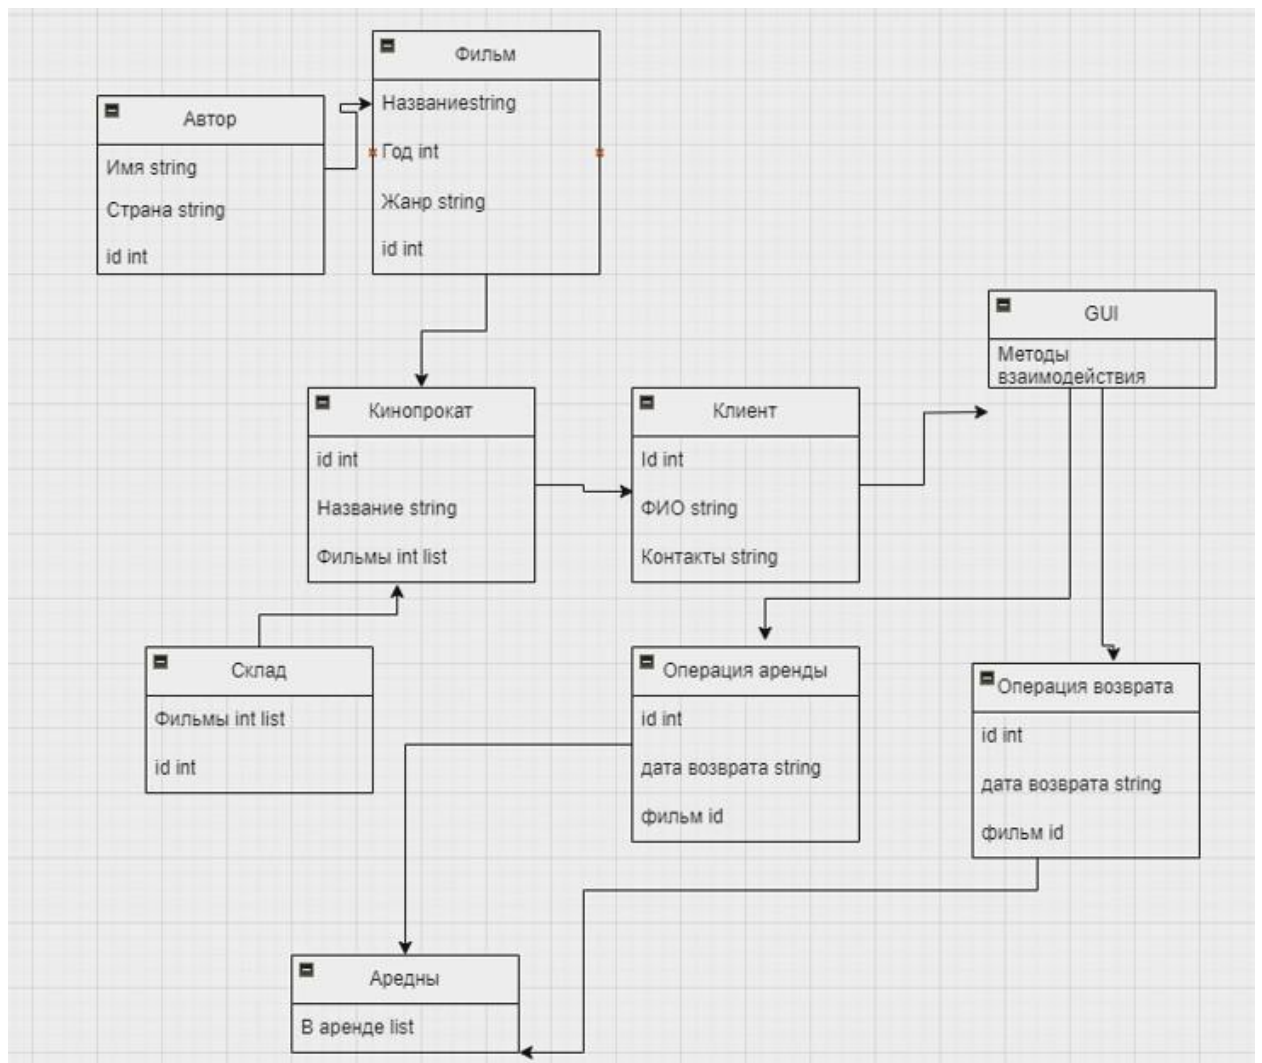 Фильм
Названиеstring
Год int
Жанр string
id int
Автор
Имя string
Страна string
id int
GUI
Методы
взаимодействия
Кинопрокат
id int
Название string
Фильмы int list
Клиент
Id int
ФИО string
Контакты string
Склад
Фильмы int list
id int
Операция аренды
id int
дата возврата string
фильм id
Операция возврата
id int
дата возврата string
фильм id
Аредны
В аренде list